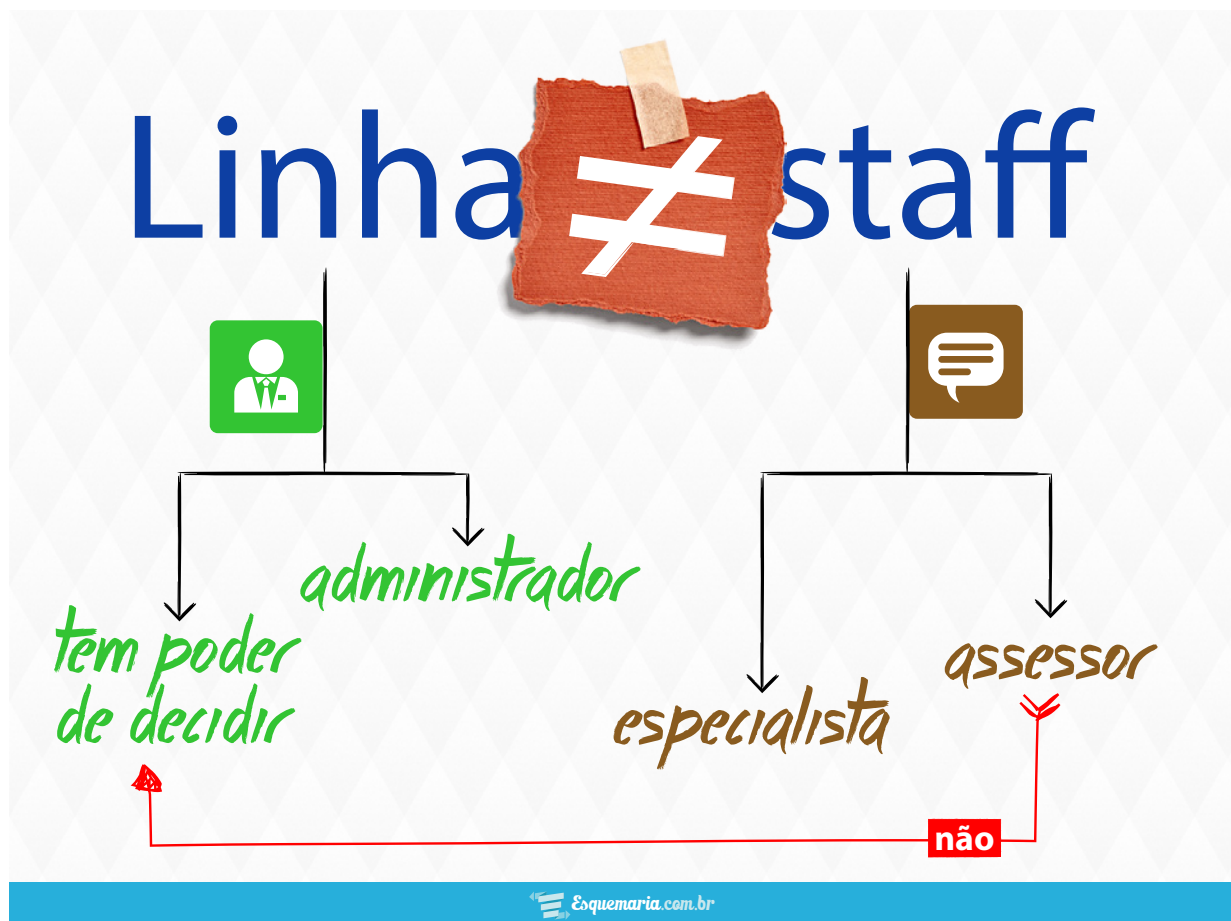 Linha ≠ staff
administrador
tem poder
de decidir
assessor
especialista
não
Esquemaria.com.br